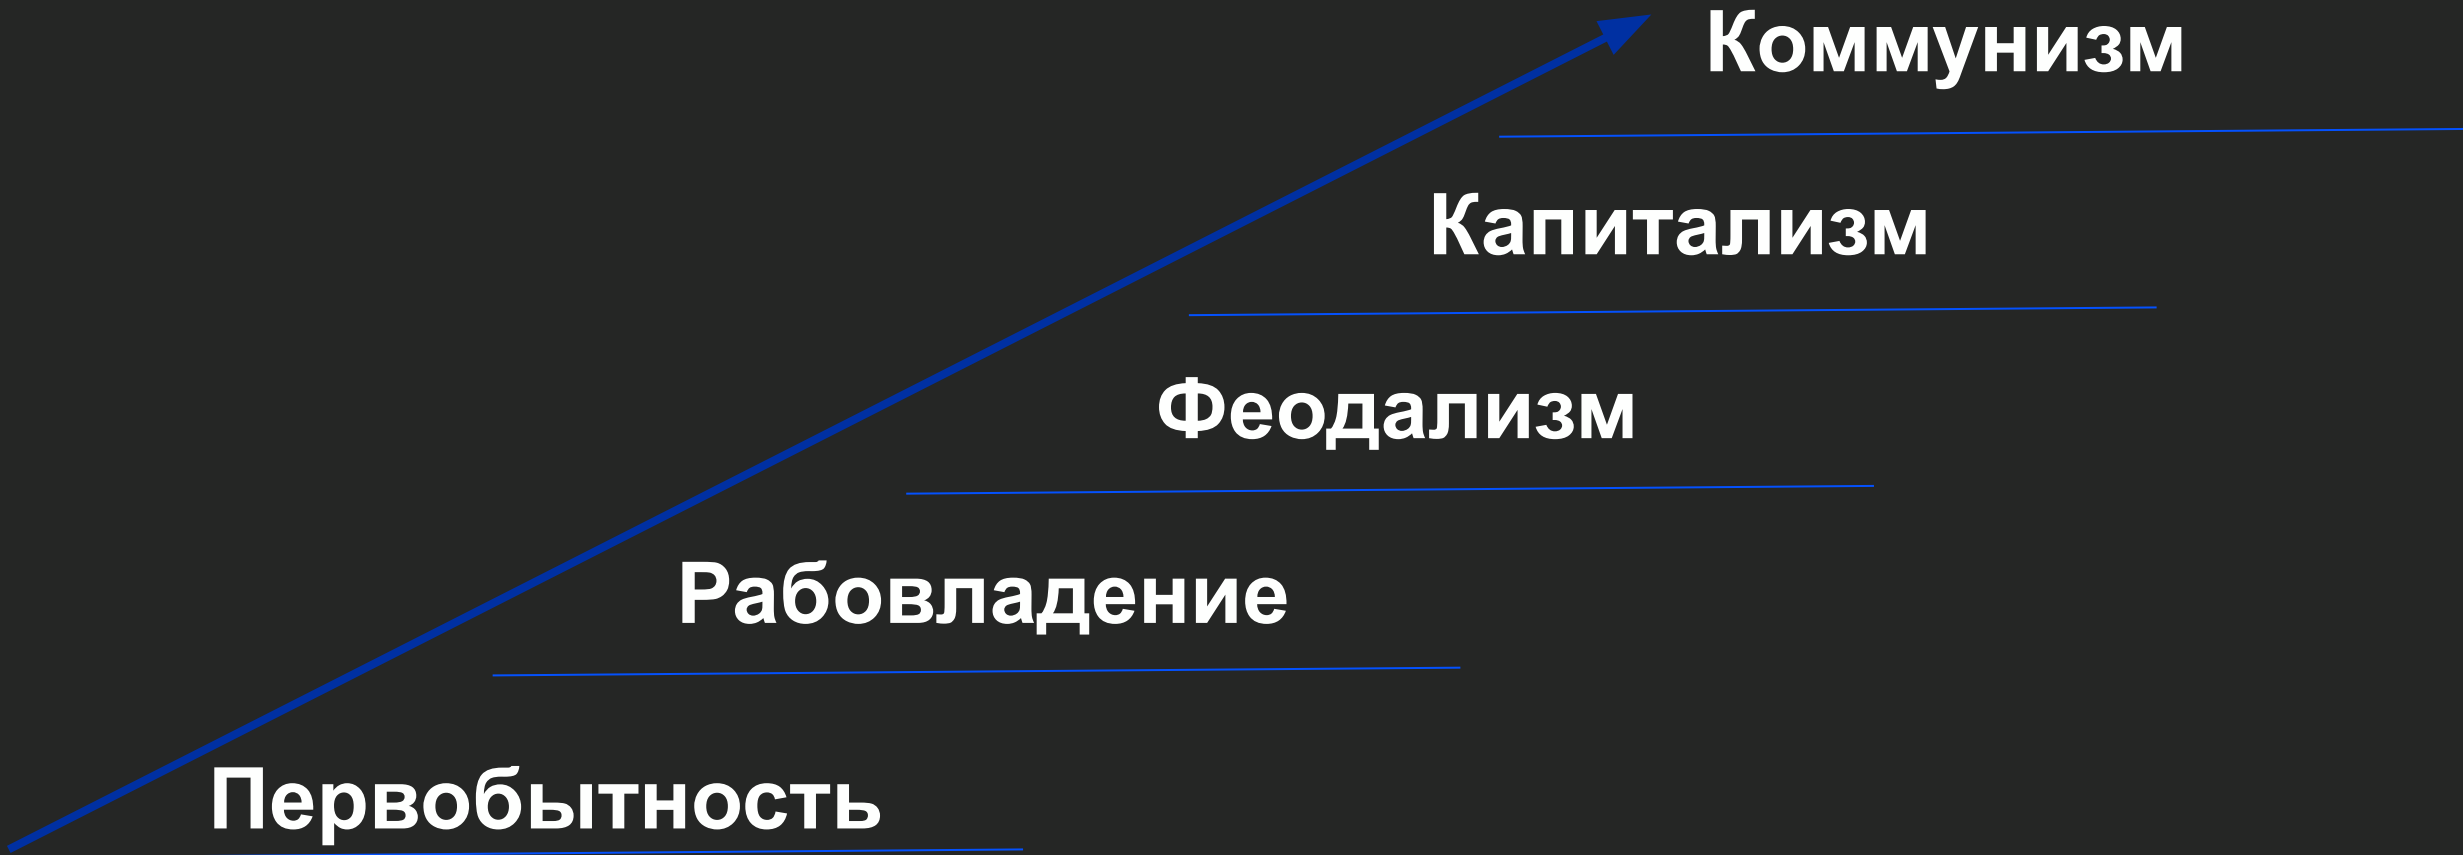 Коммунизм
Капитализм
Феодализм
Рабовладение
Первобытность